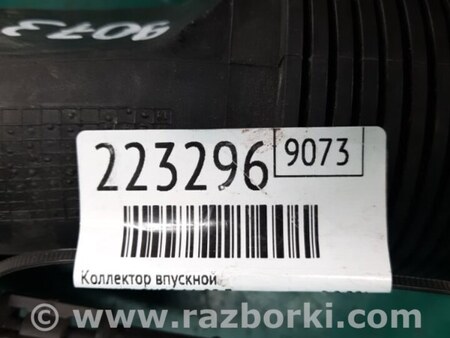 9073
223296 9073
Коллектор впускной
www.razborki.com